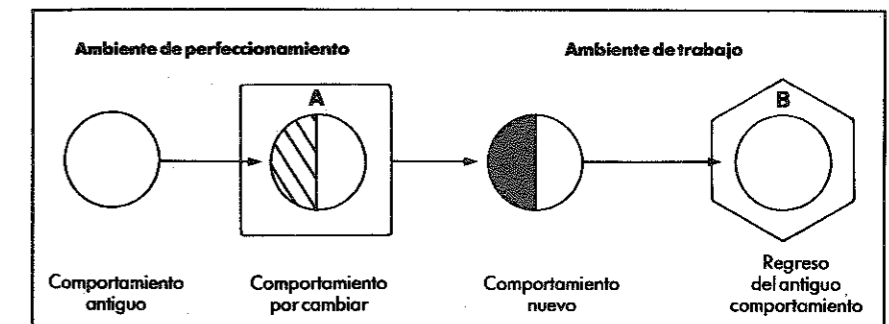 Ambiente de perfeccionamiento
Ambiente de trabajo
A
B
Comportamiento
antiguo
Comportamiento
por cambiar
Comportamiento
nuevo
Regreso
del antiguo
comportamiento